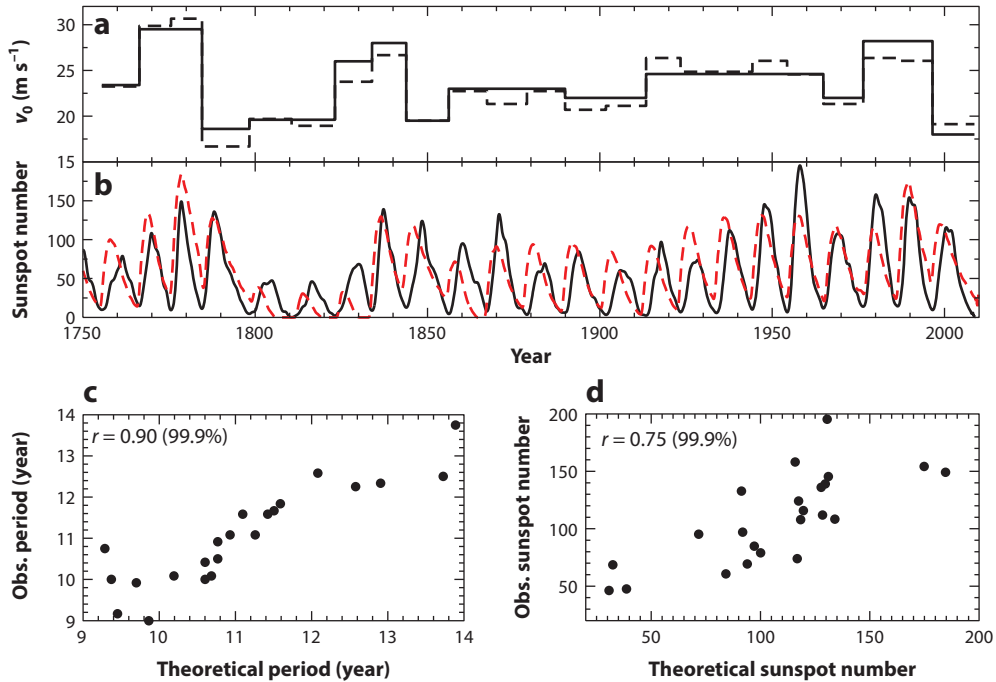 a
v0 (m s−1)
30
25
20
15
b
Sunspot number
150
100
50
0
1750
1800
1850
1900
1950
2000
Year
c
r = 0.90 (99.9%)
Obs. period (year)
14
13
12
11
10
9
9
10
11
12
13
14
Theoretical period (year)
d
r = 0.75 (99.9%)
Obs. sunspot number
200
150
100
50
50
100
150
200
Theoretical sunspot number